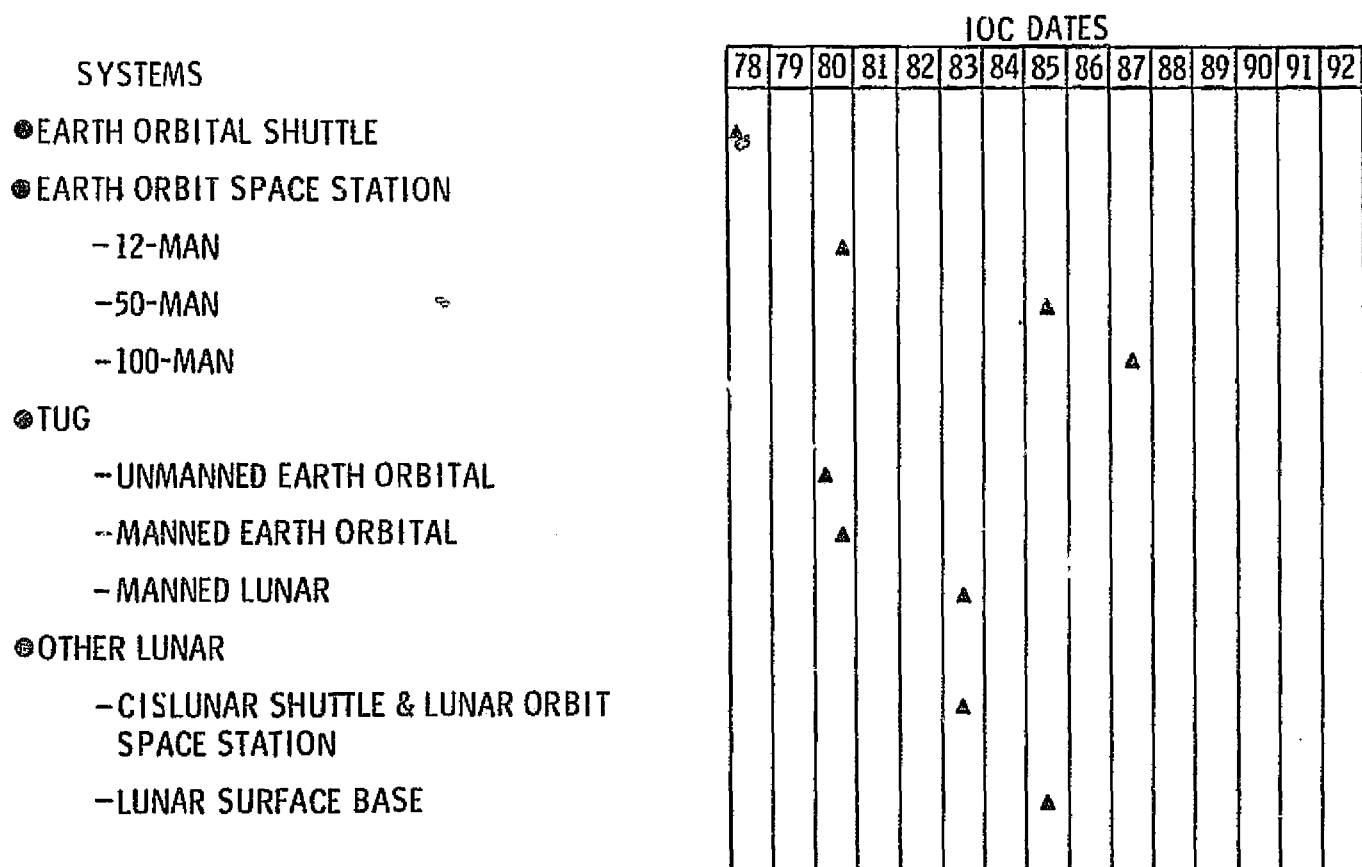 IOC DATES
SYSTEMS 78 79 80 81 82 83 84 85 86 87 88 89 90 91 92
●EARTH ORBITAL SHUTTLE
●EARTH ORBIT SPACE STATION
-12-MAN
-50-MAN
-100-MAN
●TUG
-UNMANNED EARTH ORBITAL
-MANNED EARTH ORBITAL
-MANNED LUNAR
●OTHER LUNAR
-CISLUNAR SHUTTLE & LUNAR ORBIT
SPACE STATION
-LUNAR SURFACE BASE